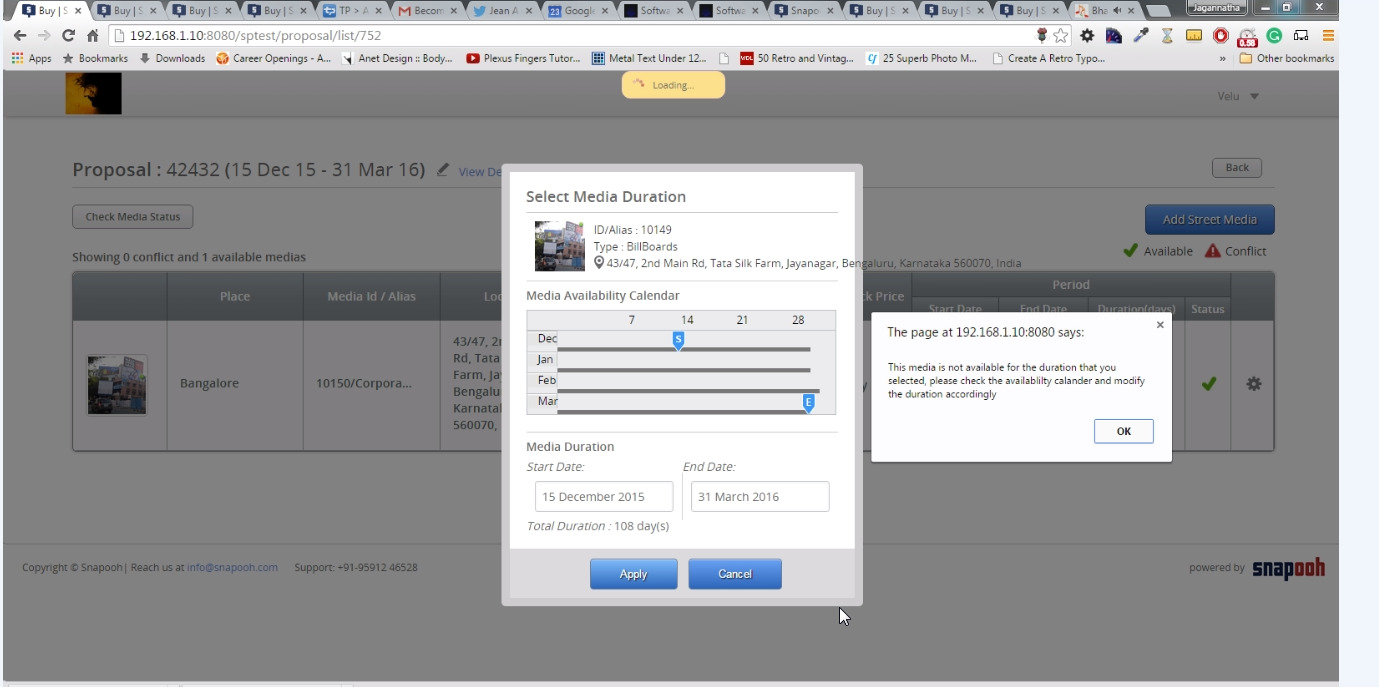 Buy | S
Buy | S
Buy | S
Buy | S
TP > A
Becom
Jean A
23 Google
Softwa
Softwa
Snapo
Buy | S
Buy | S
Buy | S
Bha
Jagannatha
192.168.1.10:8080/sptest/proposal/list/752
0.58
Apps
Bookmarks
Downloads
Career Openings - A...
Anet Design :: Body...
Plexus Fingers Tutor...
Metal Text Under 12...
50 Retro and Vintag...
25 Superb Photo M...
Create A Retro Typo...
» Other bookmarks
Loading...
Velu
Proposal : 42432 (15 Dec 15 - 31 Mar 16)
View De
Back
Check Media Status
Add Street Media
Showing 0 conflict and 1 available medias
Available
Conflict
Place
Media Id / Alias
Loc
ck Price
Period
Start Date
End Date
Duration(days)
Status
Bangalore
10150/Corpora...
43/47, 2n
Rd, Tata
Farm, Ja
Bengalu
Karnatal
560070,
y
Select Media Duration
ID/Alias : 10149
Type : BillBoards
43/47, 2nd Main Rd, Tata Silk Farm, Jayanagar, Bengaluru, Karnataka 560070, India
Media Availability Calendar
7 14 21 28
Dec S
Jan
Feb
Mar E
Media Duration
Start Date: End Date:
15 December 2015 31 March 2016
Total Duration : 108 day(s)
Apply Cancel
The page at 192.168.1.10:8080 says:
This media is not available for the duration that you
selected, please check the availablilty calander and modify
the duration accordingly
OK
Copyright © Snapooh| Reach us at info@snapooh.com Support: +91-95912 46528
powered by snapooh